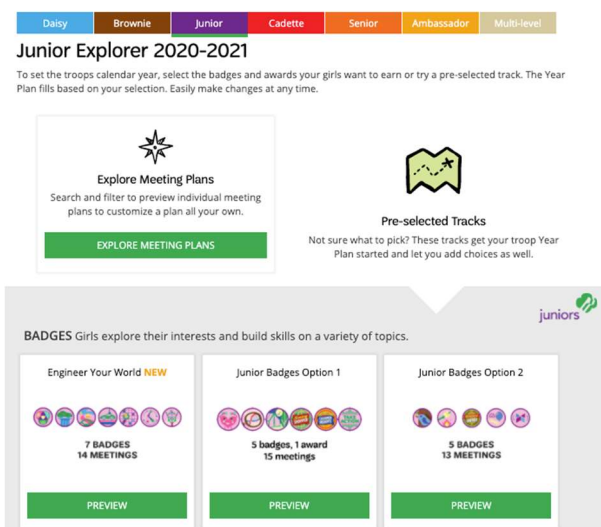 Daisy Brownie Junior Cadette Senior Ambassador Multi-level
Junior Explorer 2020-2021
To set the troops calendar year, select the badges and awards your girls want to earn or try a pre-selected track. The Year
Plan fills based on your selection. Easily make changes at any time.
Explore Meeting Plans
Search and filter to preview individual meeting
plans to customize a plan all your own.
EXPLORE MEETING PLANS
Pre-selected Tracks
Not sure what to pick? These tracks get your troop Year
Plan started and let you add choices as well.
juniors
BADGES Girls explore their interests and build skills on a variety of topics.
Engineer Your World NEW
7 BADGES
14 MEETINGS
PREVIEW
Junior Badges Option 1
TAKE ACTION
5 badges, 1 award
15 meetings
PREVIEW
Junior Badges Option 2
5 BADGES
13 MEETINGS
PREVIEW